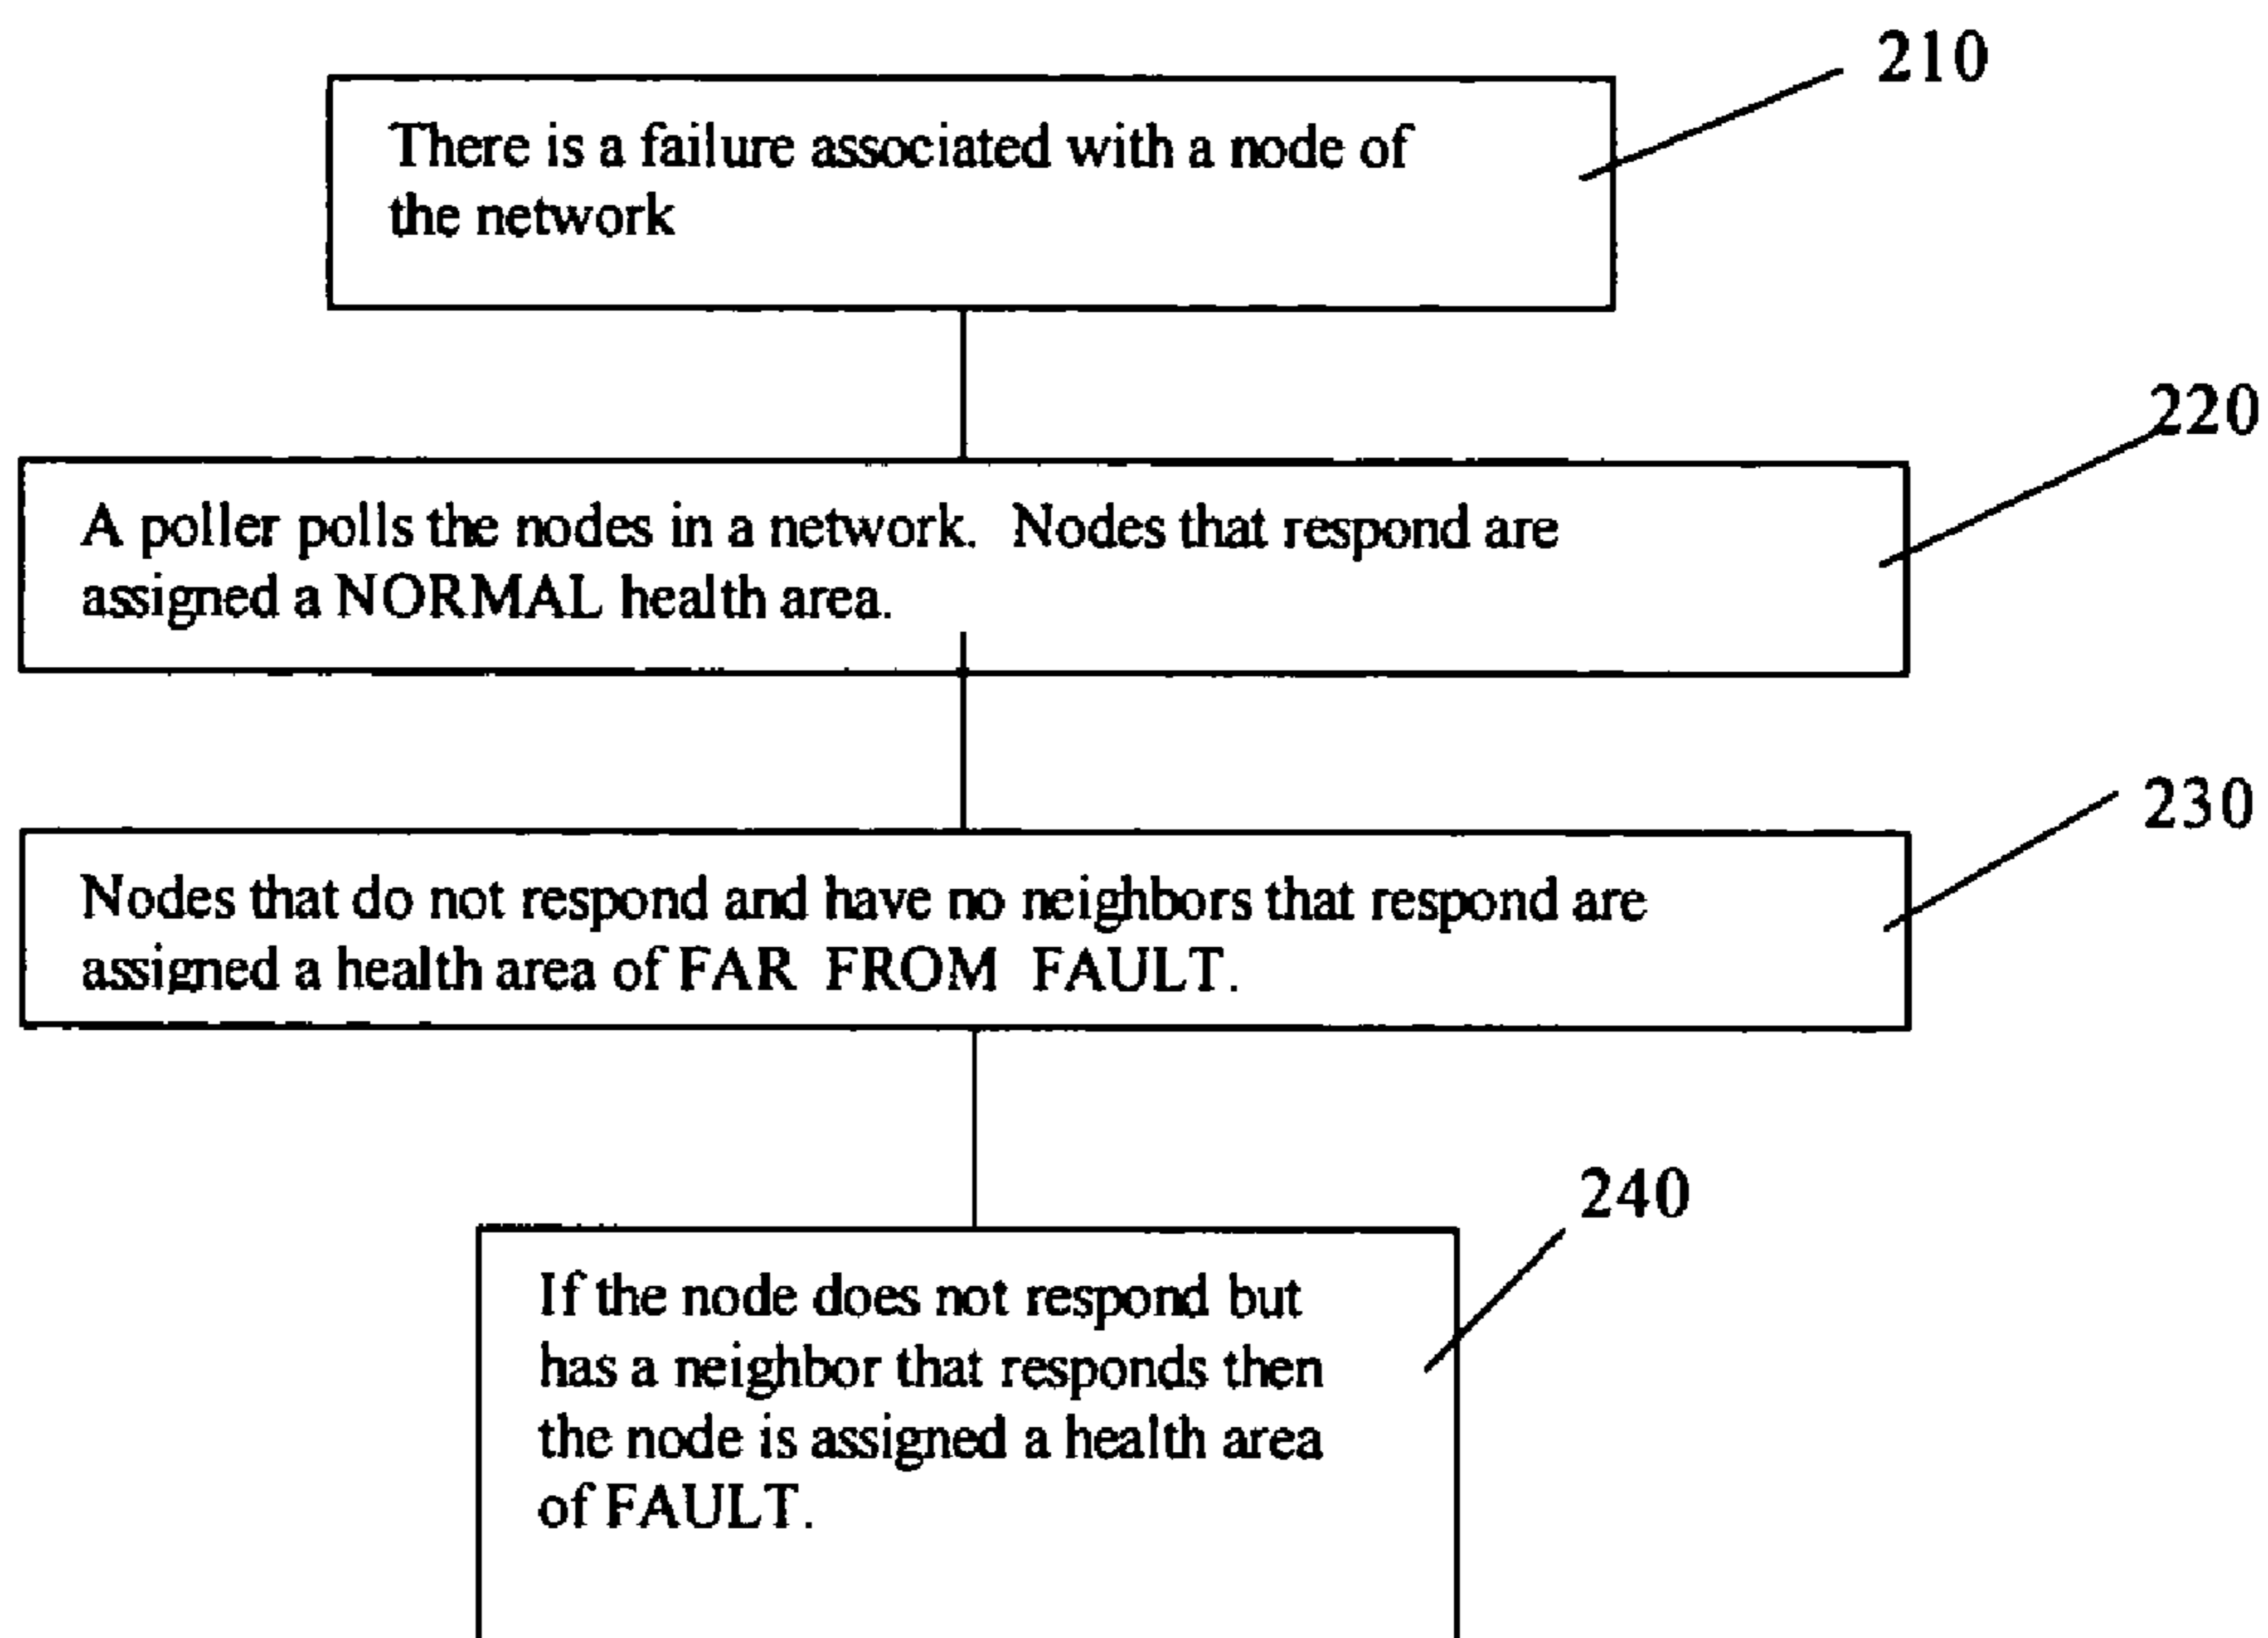 210
There is a failure associated with a node of
the network
220
A poller polls the nodes in a network. Nodes that respond are
assigned a NORMAL health area.
230
Nodes that do not respond and have no neighbors that respond are
assigned a health area of FAR FROM FAULT.
240
If the node does not respond but
has a neighbor that responds then
the node is assigned a health area
of FAULT.